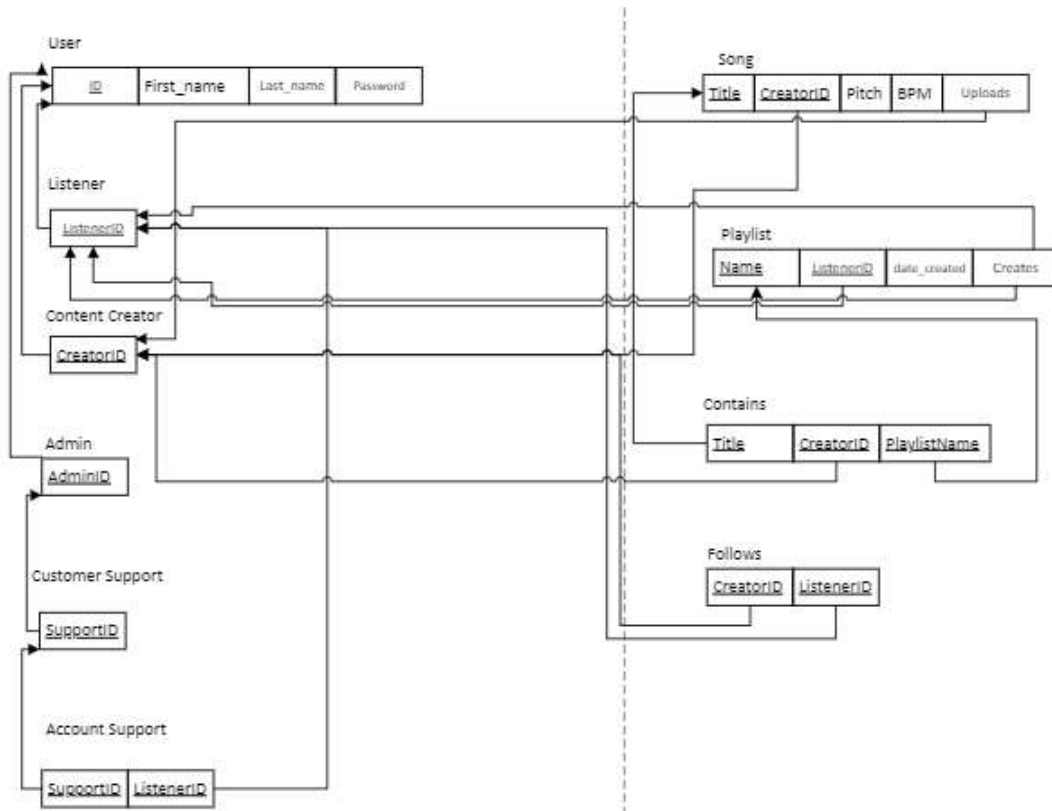 User
ID First_name Last_name Password
Listener
ListenerID
Content Creator
CreatorID
Admin
AdminID
Customer Support
SupportID
Account Support
SupportID ListenerID
Song
Title CreatorID Pitch BPM Uploads
Playlist
Name ListenerID date_created Creates
Contains
Title CreatorID PlaylistName
Follows
CreatorID ListenerID